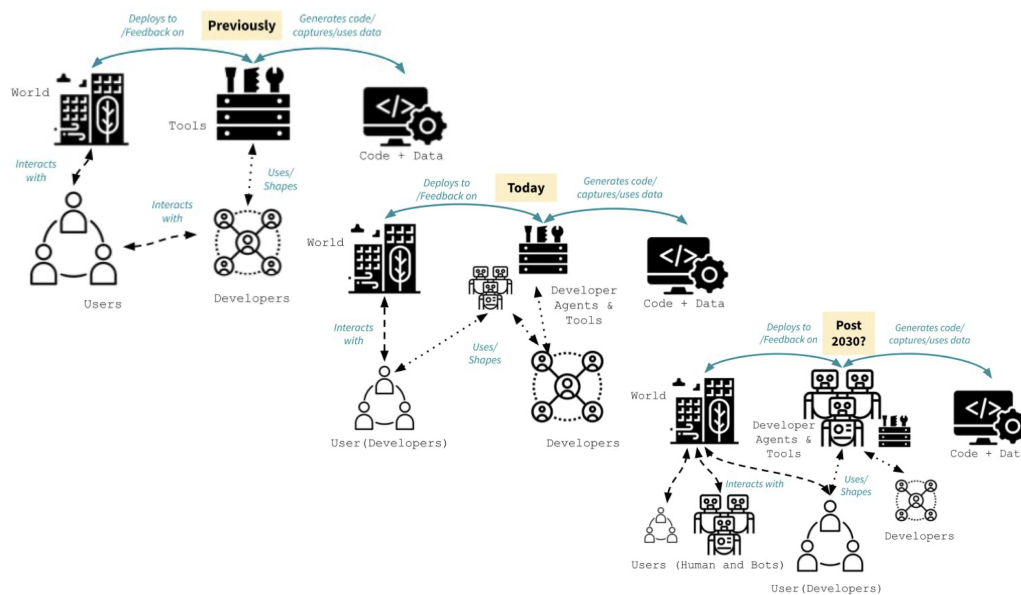 Deploys to
/Feedback on
Previously
Generates code/
captures/uses data
World
Tools
</>
Code + Data
Interacts
with
Uses/
Shapes
Interacts
with
Users
Developers
Deploys to
/Feedback on
Today
Generates code/
captures/uses data
World
</>
Code + Data
Developer
Agents &
Tools
Interacts
with
Uses/
Shapes
User(Developers)
Developers
Deploys to
/Feedback on
Post
2030?
Generates code/
captures/uses data
World
Developer
Agents &
Tools
</>
Code + Data
Interacts with
Uses/
Shapes
Developers
Users (Human and Bots)
User(Developers)